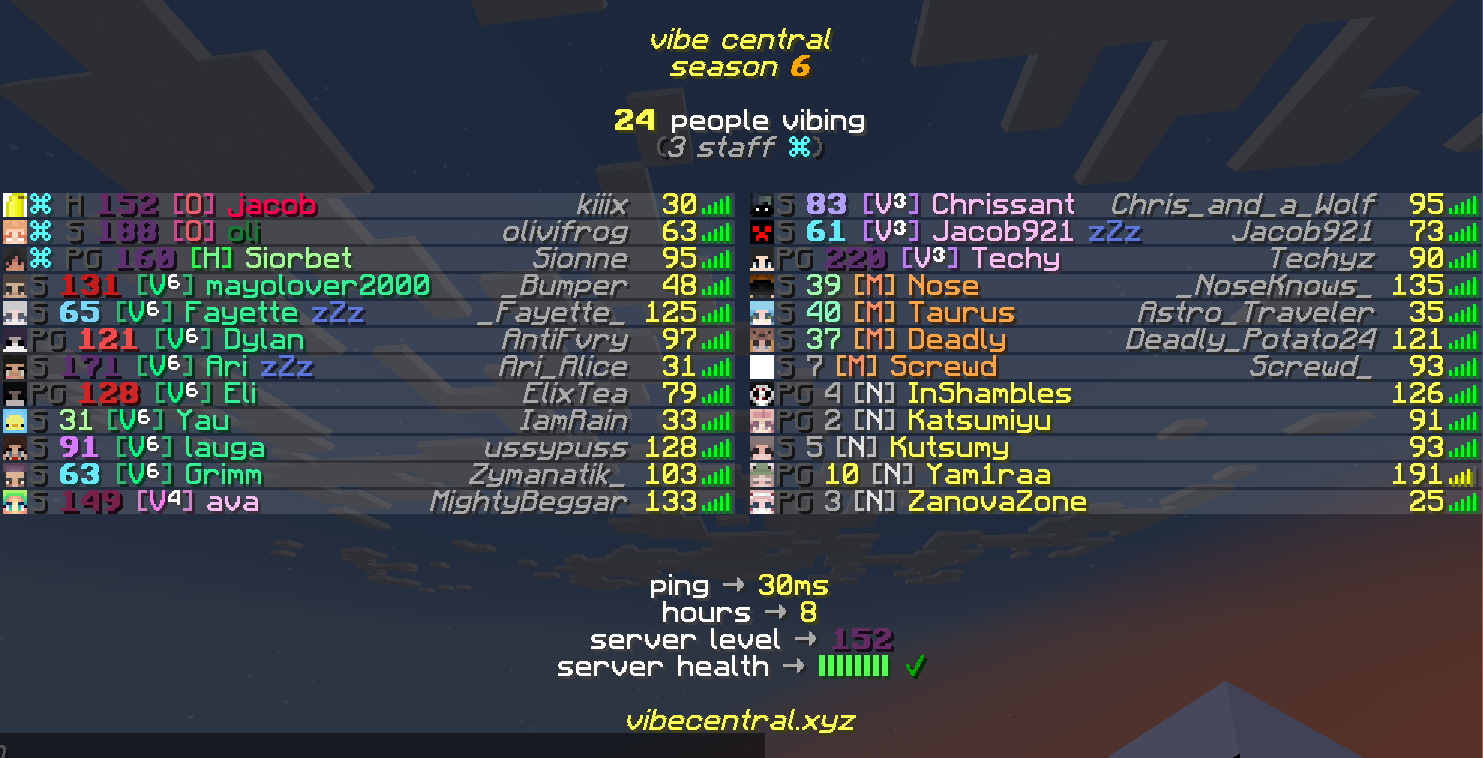 vibe central
season 6
24 people vibing
(3 staff ⌘)
⌘ H 152 [O] jacob kiiix 30
⌘ S 188 [O] oli olivifrog 63
⌘ PG 160 [H] Siorbet Sionne 95
S 131 [V⁶] mayolover2000 Bumper 48
S 65 [V⁶] Fayette zZz _Fayette_ 125
PG 121 [V⁶] Dylan AntiFvry 97
S 171 [V⁶] Ari zZz Ari_Alice 31
PG 128 [V⁶] Eli ElixTea 79
S 31 [V⁶] Yau IamRain 33
S 91 [V⁶] lauga ussypuss 128
S 63 [V⁶] Grimm Zymanatik_ 103
S 149 [V⁴] ava MightyBeggar 133
S 83 [V³] Chrissant Chris_and_a_Wolf 95
S 61 [V³] Jacob921 zZz Jacob921 73
PG 220 [V³] Techy Techyz 90
S 39 [M] Nose _NoseKnows_ 135
S 40 [M] Taurus Astro_Traveler 35
S 37 [M] Deadly Deadly_Potato24 121
S 7 [M] Screwd Screwd_ 93
PG 4 [N] InShambles 126
PG 2 [N] Katsumiyu 91
S 5 [N] Kutsumy 93
PG 10 [N] Yam1raa 191
PG 3 [N] ZanovaZone 25
ping → 30ms
hours → 8
server level → 152
server health → ✓
vibecentral.xyz